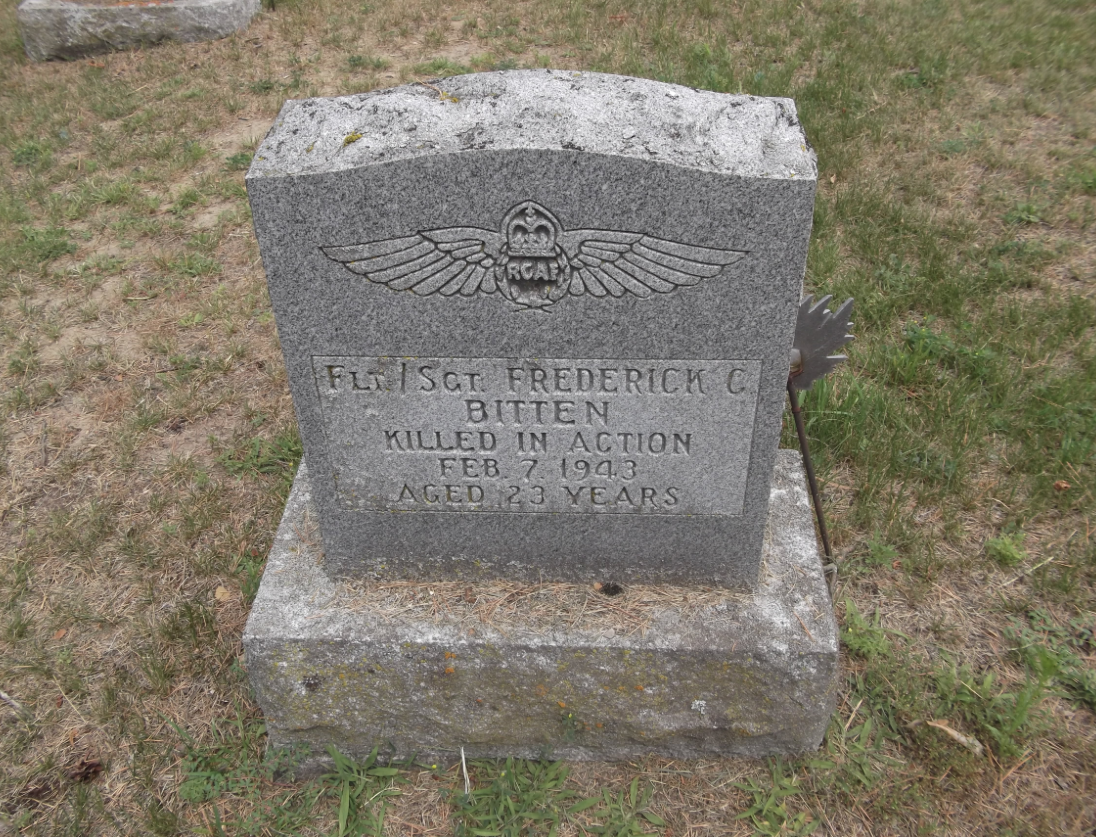 RCAF
FLT./SGT. FREDERICK C.
BITTEN
KILLED IN ACTION
FEB. 7, 1943
AGED 23 YEARS